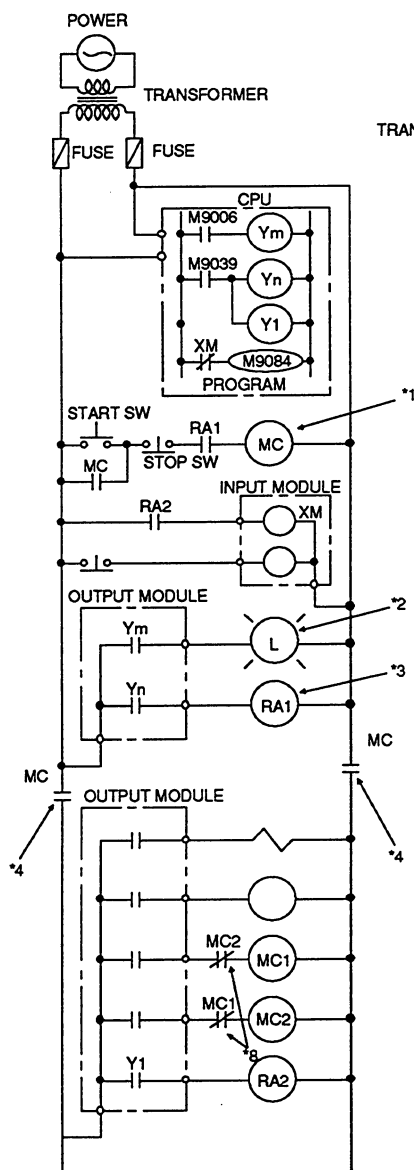 POWER
TRANSFORMER
TRAN
FUSE FUSE
CPU
M9006 Ym
M9039 Yn
Y1
XM M9084
PROGRAM
START SW
*1
RA1 MC
STOP SW
MC
INPUT MODULE
RA2 XM
OUTPUT MODULE
*2
Ym L
*3
Yn RA1
MC
MC
OUTPUT MODULE
*4 *4
MC2 MC1
MC1 MC2
*8
Y1 RA2